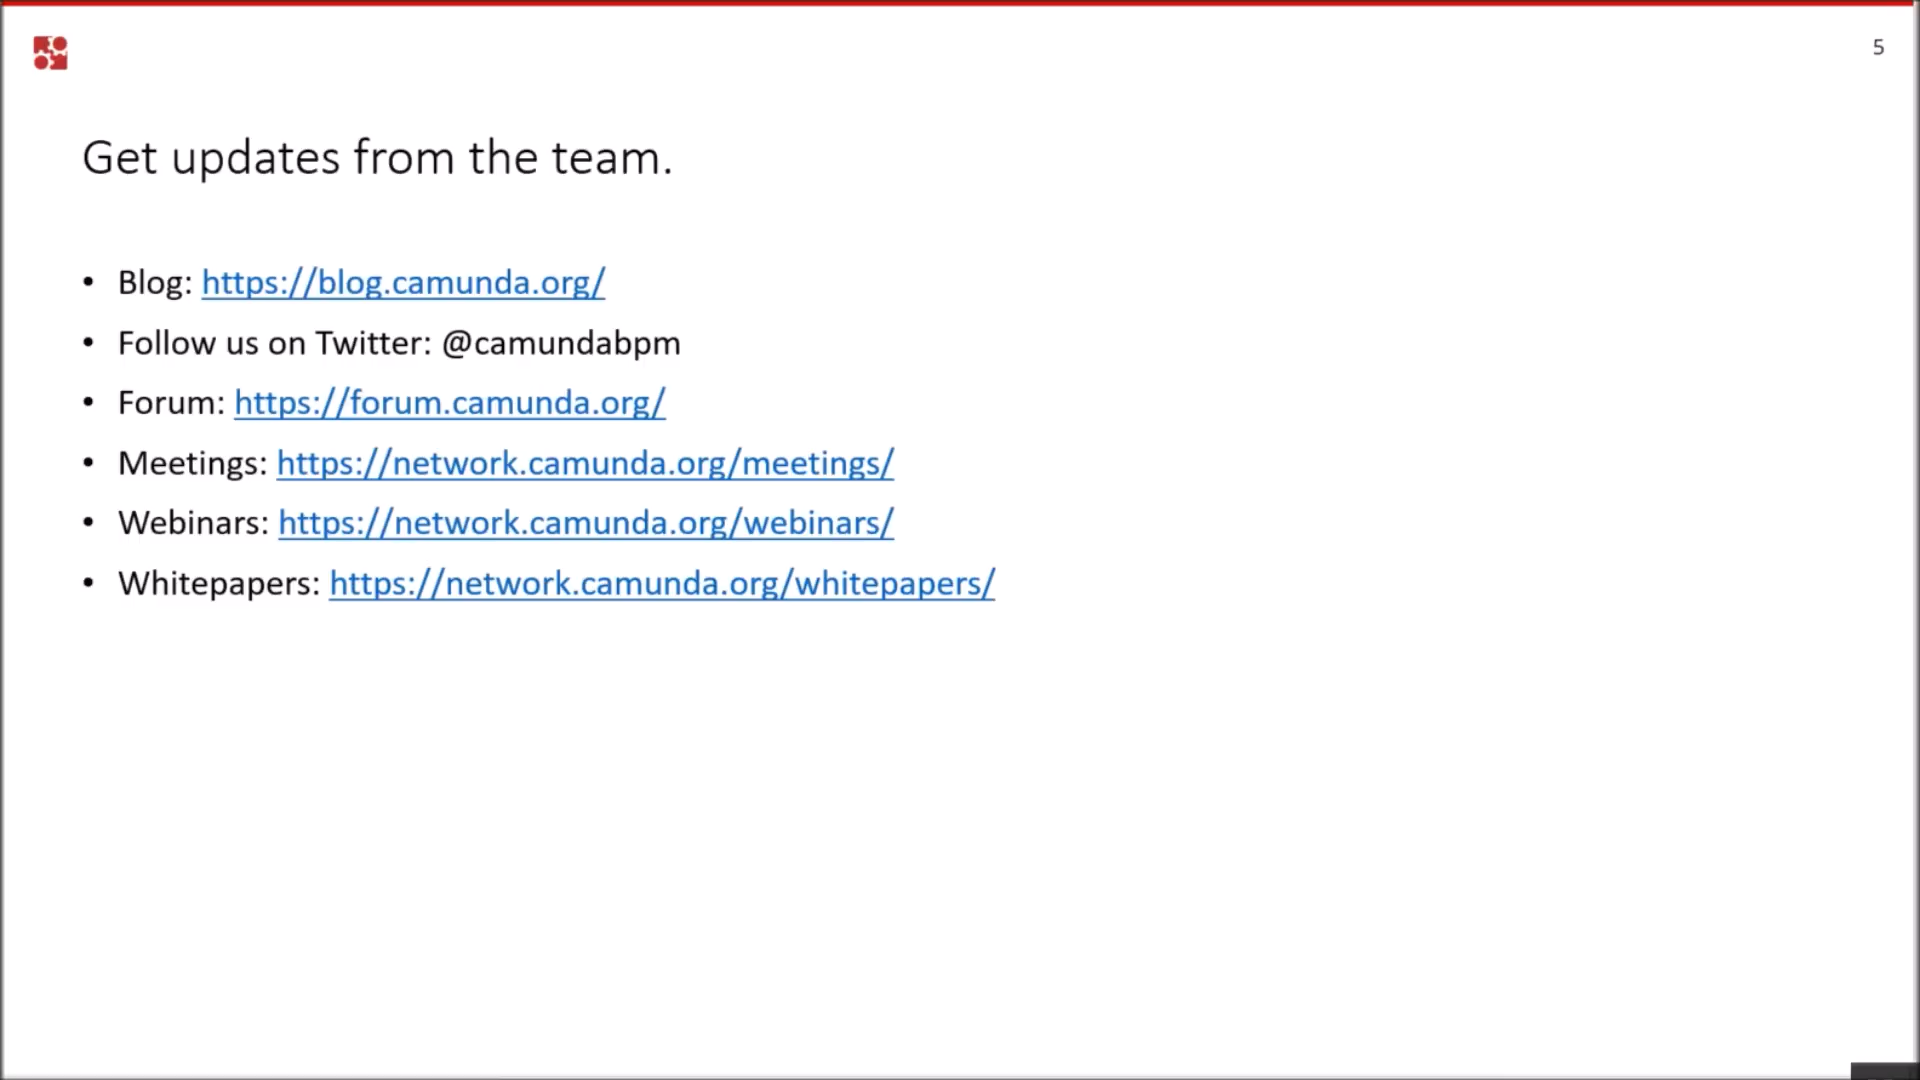 5
Get updates from the team.
• Blog: https://blog.camunda.org/
• Follow us on Twitter: @camundabpm
• Forum: https://forum.camunda.org/
• Meetings: https://network.camunda.org/meetings/
• Webinars: https://network.camunda.org/webinars/
• Whitepapers: https://network.camunda.org/whitepapers/